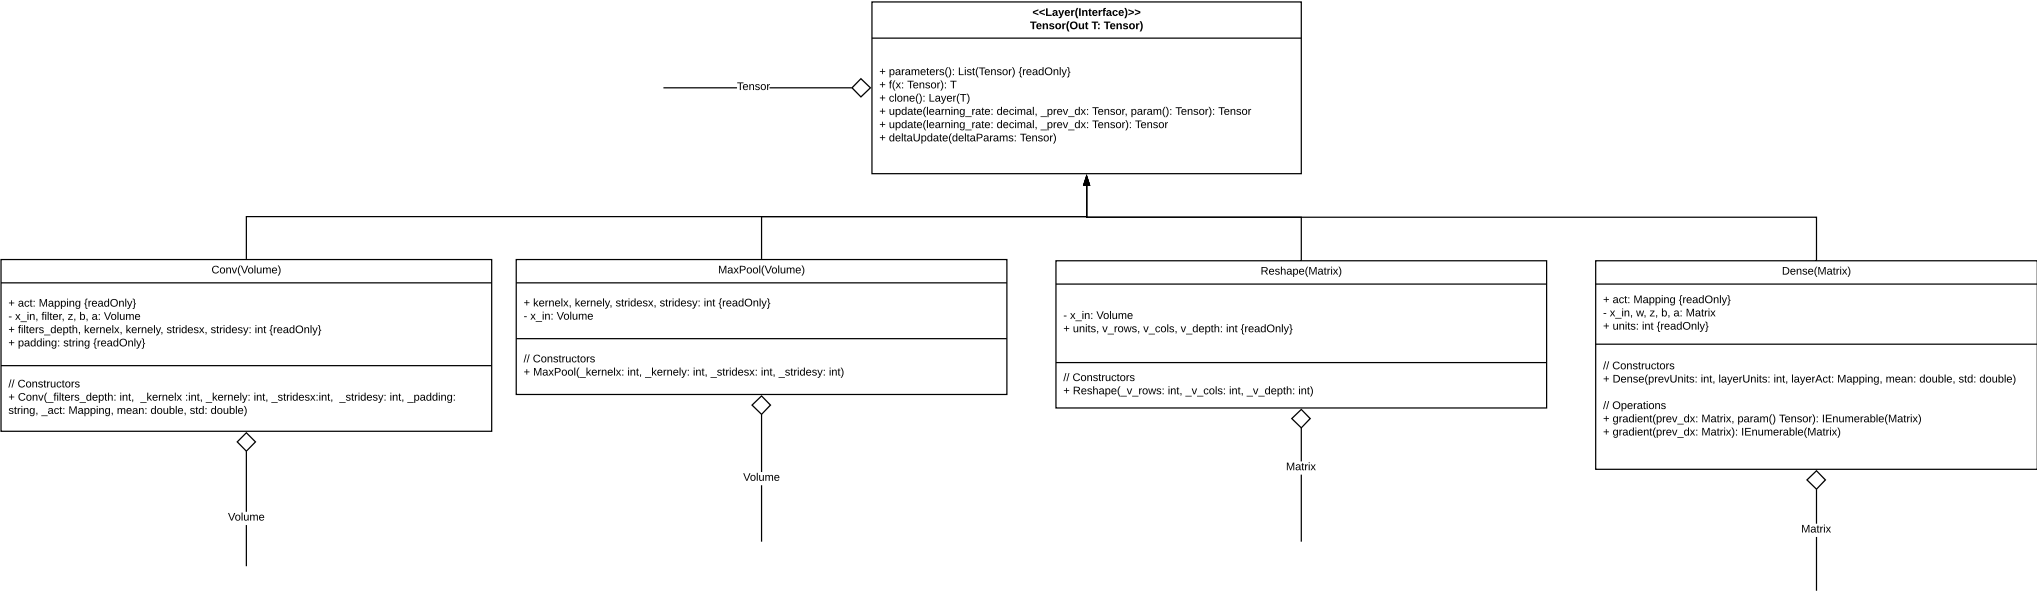 <<Layer(Interface)>>
Tensor(Out T: Tensor)
+ parameters(): List(Tensor) {readOnly}
+ f(x: Tensor): T
+ clone(): Layer(T)
+ update(learning_rate: decimal, _prev_dx: Tensor, param(): Tensor): Tensor
+ update(learning_rate: decimal, _prev_dx: Tensor): Tensor
+ deltaUpdate(deltaParams: Tensor)
Tensor
Conv(Volume)
+ act: Mapping {readOnly}
- x_in, filter, z, b, a: Volume
+ filters_depth, kernelx, kernely, stridesx, stridesy: int {readOnly}
+ padding: string {readOnly}
// Constructors
+ Conv(_filters_depth: int,  _kernelx :int, _kernely: int, _stridesx:int,  _stridesy: int, _padding:
string, _act: Mapping, mean: double, std: double)
Volume
MaxPool(Volume)
+ kernelx, kernely, stridesx, stridesy: int {readOnly}
- x_in: Volume
// Constructors
+ MaxPool(_kernelx: int, _kernely: int, _stridesx: int, _stridesy: int)
Volume
Reshape(Matrix)
- x_in: Volume
+ units, v_rows, v_cols, v_depth: int {readOnly}
// Constructors
+ Reshape(_v_rows: int, _v_cols: int, _v_depth: int)
Matrix
Dense(Matrix)
+ act: Mapping {readOnly}
- x_in, w, z, b, a: Matrix
+ units: int {readOnly}
// Constructors
+ Dense(prevUnits: int, layerUnits: int, layerAct: Mapping, mean: double, std: double)
// Operations
+ gradient(prev_dx: Matrix, param() Tensor): IEnumerable(Matrix)
+ gradient(prev_dx: Matrix): IEnumerable(Matrix)
Matrix